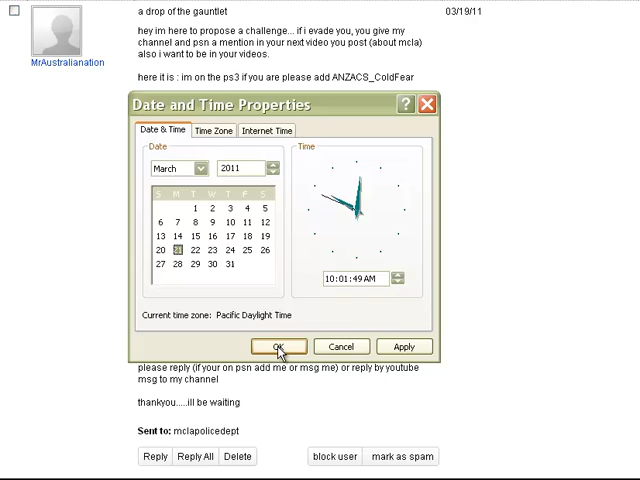 a drop of the gauntlet 03/19/11
MrAustralianation
hey im here to propose a challenge... if i evade you, you give my
channel and psn a mention in your next video you post (about mcla)
also i want to be in your videos.
here it is : im on the ps3 if you are please add ANZACS_ColdFear
Date and Time Properties
Date & Time Time Zone Internet Time
Date Time
March 2011
S M T W T F S
1 2 3 4 5
6 7 8 9 10 11 12
13 14 15 16 17 18 19
20 21 22 23 24 25 26
27 28 29 30 31
10:01:49 AM
Current time zone: Pacific Daylight Time
OK Cancel Apply
please reply (if your on psn add me or msg me) or reply by youtube
msg to my channel
thankyou.....ill be waiting
Sent to: mclapolicedept
Reply Reply All Delete block user mark as spam